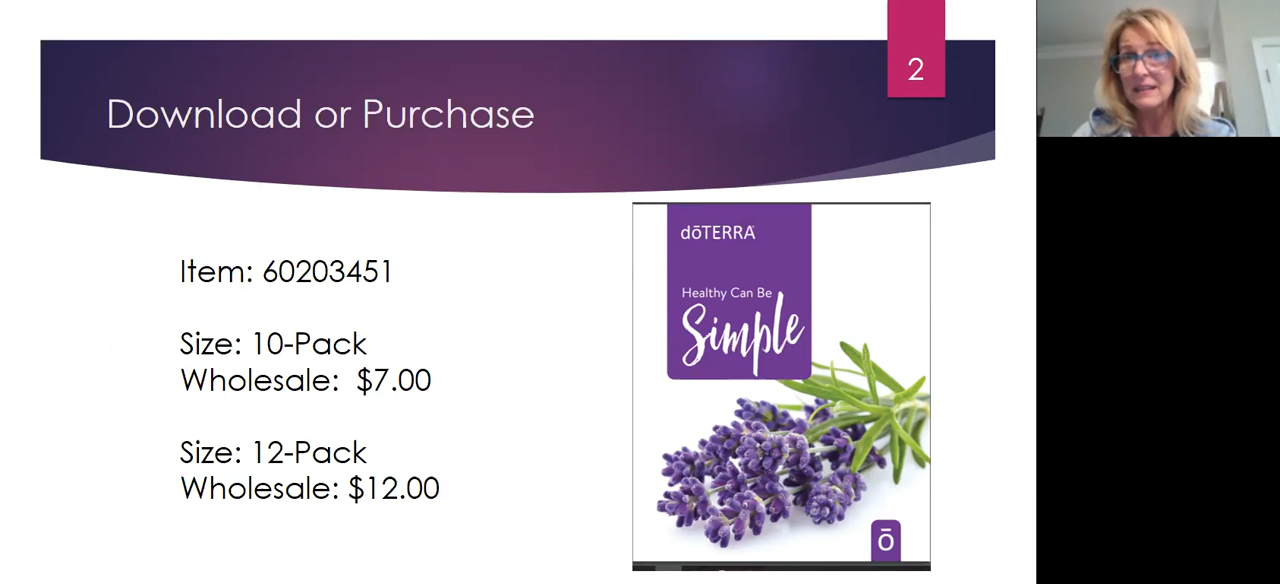 2
Download or Purchase
Item: 60203451
Size: 10-Pack
Wholesale: $7.00
Size: 12-Pack
Wholesale: $12.00
dōTERRA
Healthy Can Be
Simple
ō